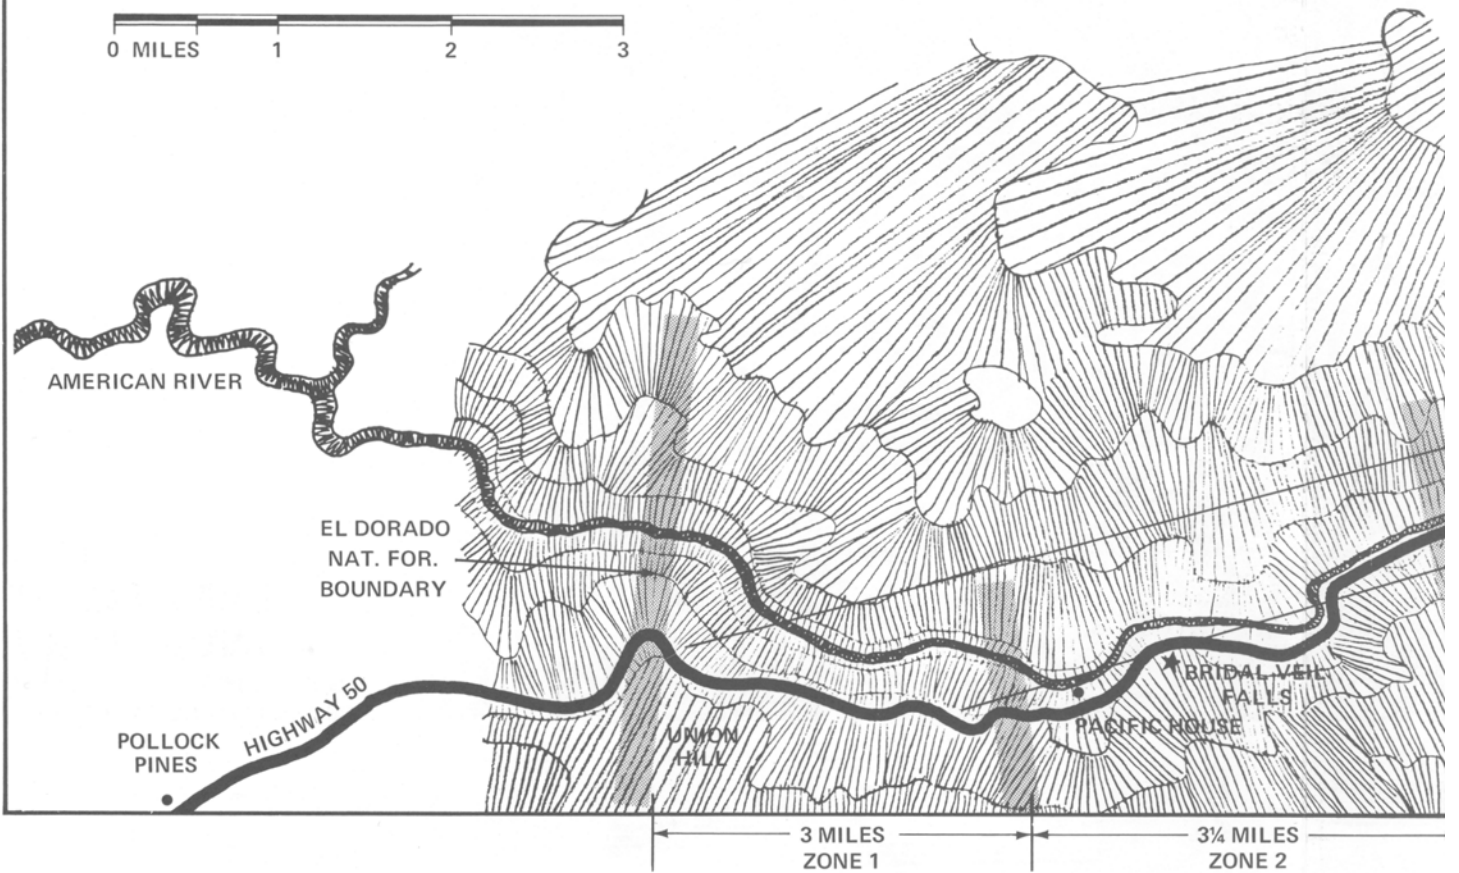 0 MILES 1 2 3
AMERICAN RIVER
EL DORADO
NAT. FOR.
BOUNDARY
HIGHWAY 50
POLLOCK
PINES
UNION
HILL
BRIDAL VEIL
FALLS
PACIFIC HOUSE
3 MILES
ZONE 1
3¼ MILES
ZONE 2